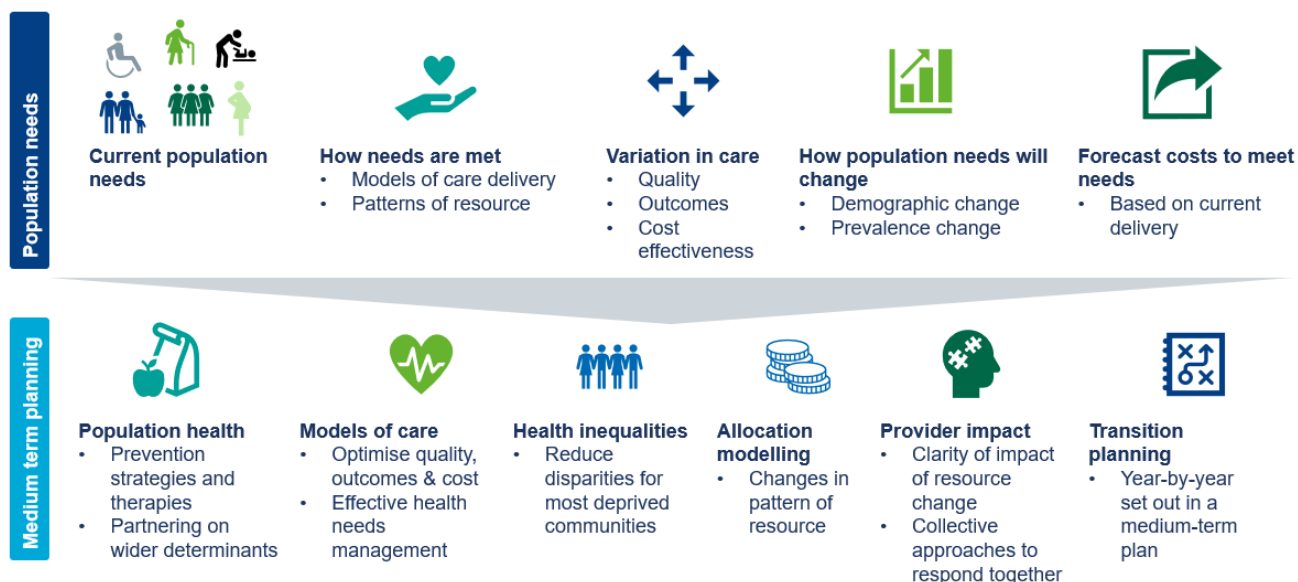 Population needs
Current population
needs
How needs are met
• Models of care delivery
• Patterns of resource
Variation in care
• Quality
• Outcomes
• Cost
effectiveness
How population needs will
change
• Demographic change
• Prevalence change
Forecast costs to meet
needs
• Based on current
delivery
Medium term planning
Population health
• Prevention
strategies and
therapies
• Partnering on
wider determinants
Models of care
• Optimise quality,
outcomes & cost
• Effective health
needs
management
Health inequalities
• Reduce
disparities for
most deprived
communities
Allocation
modelling
• Changes in
pattern of
resource
Provider impact
• Clarity of impact
of resource
change
• Collective
approaches to
respond together
Transition
planning
• Year-by-year
set out in a
medium-term
plan